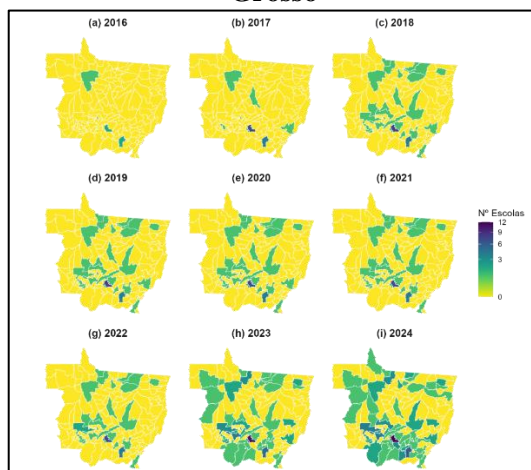 Grosso
(a) 2016
(b) 2017
(c) 2018
(d) 2019
(e) 2020
(f) 2021
Nº Escolas
12
9
6
3
0
(g) 2022
(h) 2023
(i) 2024